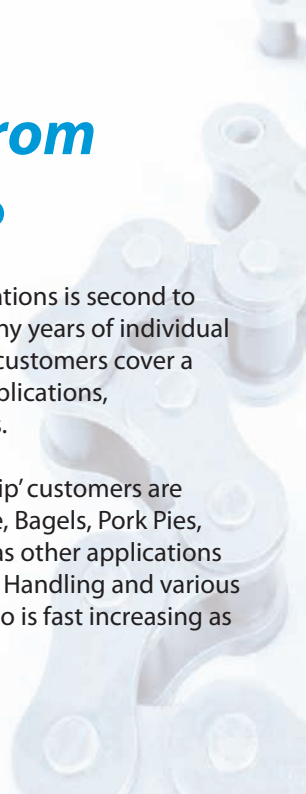 rom
ations is second to
ny years of individual
customers cover a
plications,
s.
ip' customers are
e, Bagels, Pork Pies,
as other applications
Handling and various
o is fast increasing as